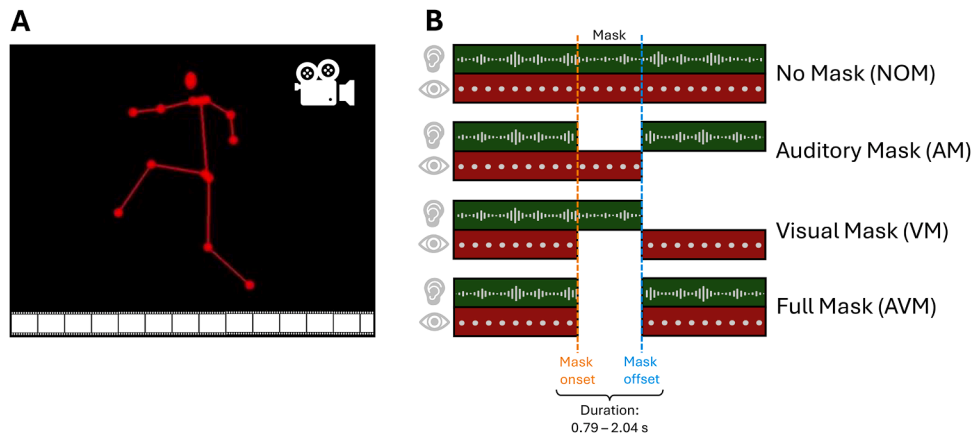 A
B
Mask
No Mask (NOM)
Auditory Mask (AM)
Visual Mask (VM)
Full Mask (AVM)
Mask
onset
Mask
offset
Duration:
0.79 – 2.04 s